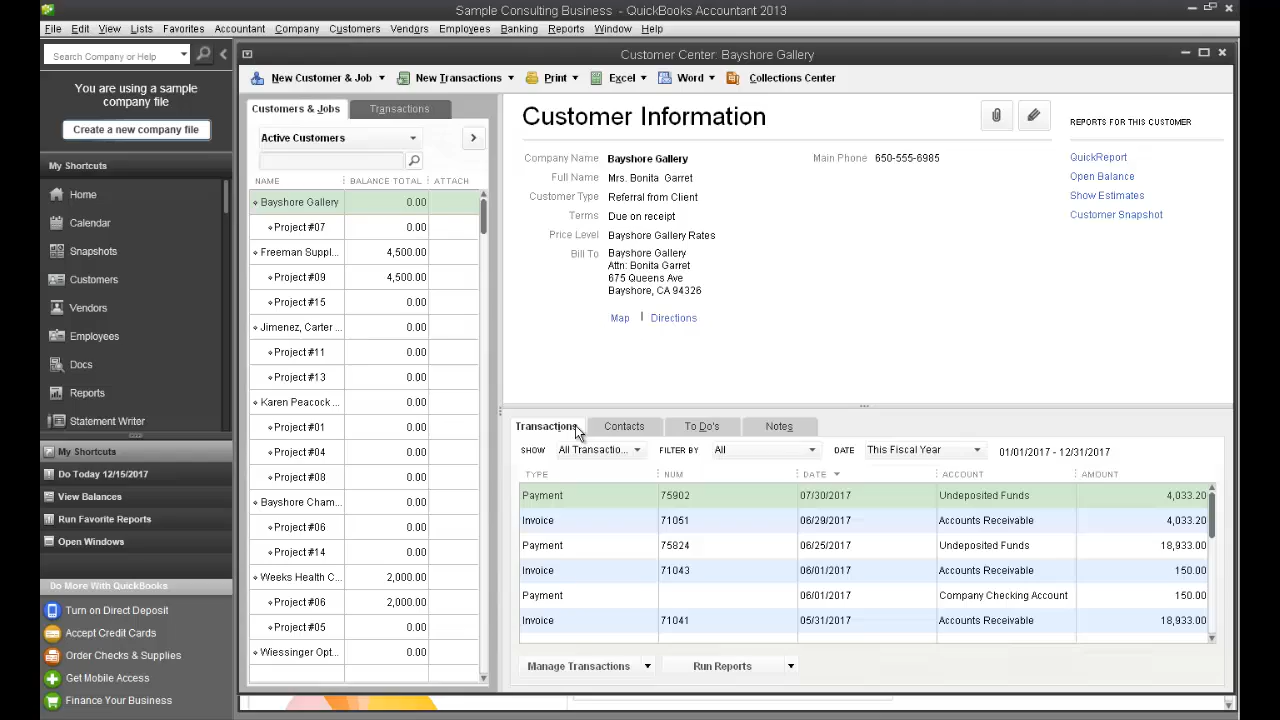 Sample Consulting Business - QuickBooks Accountant 2013
File Edit View Lists Favorites Accountant Company Customers Vendors Employees Banking Reports Window Help
Search Company or Help
You are using a sample
company file
Create a new company file
My Shortcuts
Home
Calendar
Snapshots
Customers
Vendors
Employees
Docs
Reports
Statement Writer
My Shortcuts
Do Today 12/15/2017
View Balances
Run Favorite Reports
Open Windows
Do More With QuickBooks
Turn on Direct Deposit
Accept Credit Cards
Order Checks & Supplies
Get Mobile Access
Finance Your Business
Customer Center: Bayshore Gallery
New Customer & Job New Transactions Print Excel Word Collections Center
Customers & Jobs Transactions
Active Customers
NAME BALANCE TOTAL ATTACH
Bayshore Gallery 0.00
Project #07 0.00
Freeman Suppl... 4,500.00
Project #09 4,500.00
Project #15 0.00
Jimenez, Carter ... 0.00
Project #11 0.00
Project #13 0.00
Karen Peacock ... 0.00
Project #01 0.00
Project #04 0.00
Project #08 0.00
Bayshore Cham... 0.00
Project #06 0.00
Project #14 0.00
Weeks Health C... 2,000.00
Project #06 2,000.00
Project #05 0.00
Wiessinger Opt... 0.00
Customer Information
Company Name Bayshore Gallery
Main Phone 650-555-6985
Full Name Mrs. Bonita Garret
Customer Type Referral from Client
Terms Due on receipt
Price Level Bayshore Gallery Rates
Bill To Bayshore Gallery
Attn: Bonita Garret
675 Queens Ave
Bayshore, CA 94326
Map | Directions
REPORTS FOR THIS CUSTOMER
QuickReport
Open Balance
Show Estimates
Customer Snapshot
Transactions Contacts To Do's Notes
SHOW All Transactio... FILTER BY All DATE This Fiscal Year 01/01/2017 - 12/31/2017
TYPE NUM DATE ACCOUNT AMOUNT
Payment 75902 07/30/2017 Undeposited Funds 4,033.20
Invoice 71051 06/29/2017 Accounts Receivable 4,033.20
Payment 75824 06/25/2017 Undeposited Funds 18,933.00
Invoice 71043 06/01/2017 Accounts Receivable 150.00
Payment 06/01/2017 Company Checking Account 150.00
Invoice 71041 05/31/2017 Accounts Receivable 18,933.00
Manage Transactions Run Reports